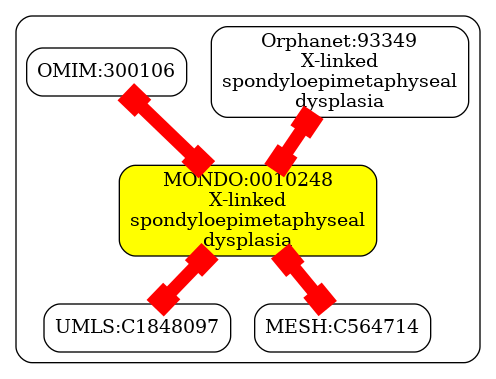 OMIM:300106
Orphanet:93349
X-linked
spondyloepimetaphyseal
dysplasia
MONDO:0010248
X-linked
spondyloepimetaphyseal
dysplasia
UMLS:C1848097
MESH:C564714